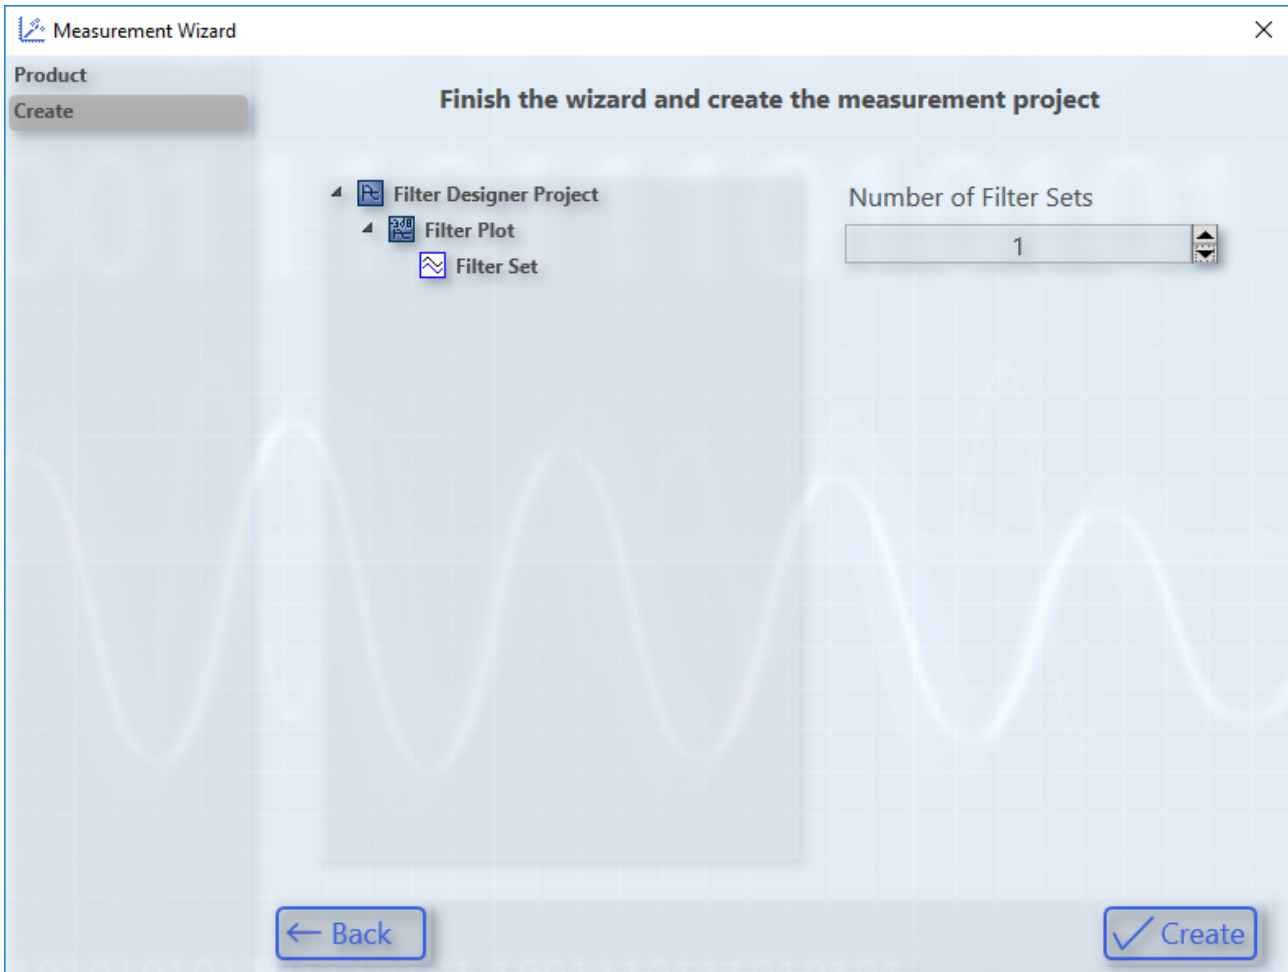 Measurement Wizard
Product
Create
Finish the wizard and create the measurement project
Filter Designer Project
Filter Plot
Filter Set
Number of Filter Sets
1
Back
Create